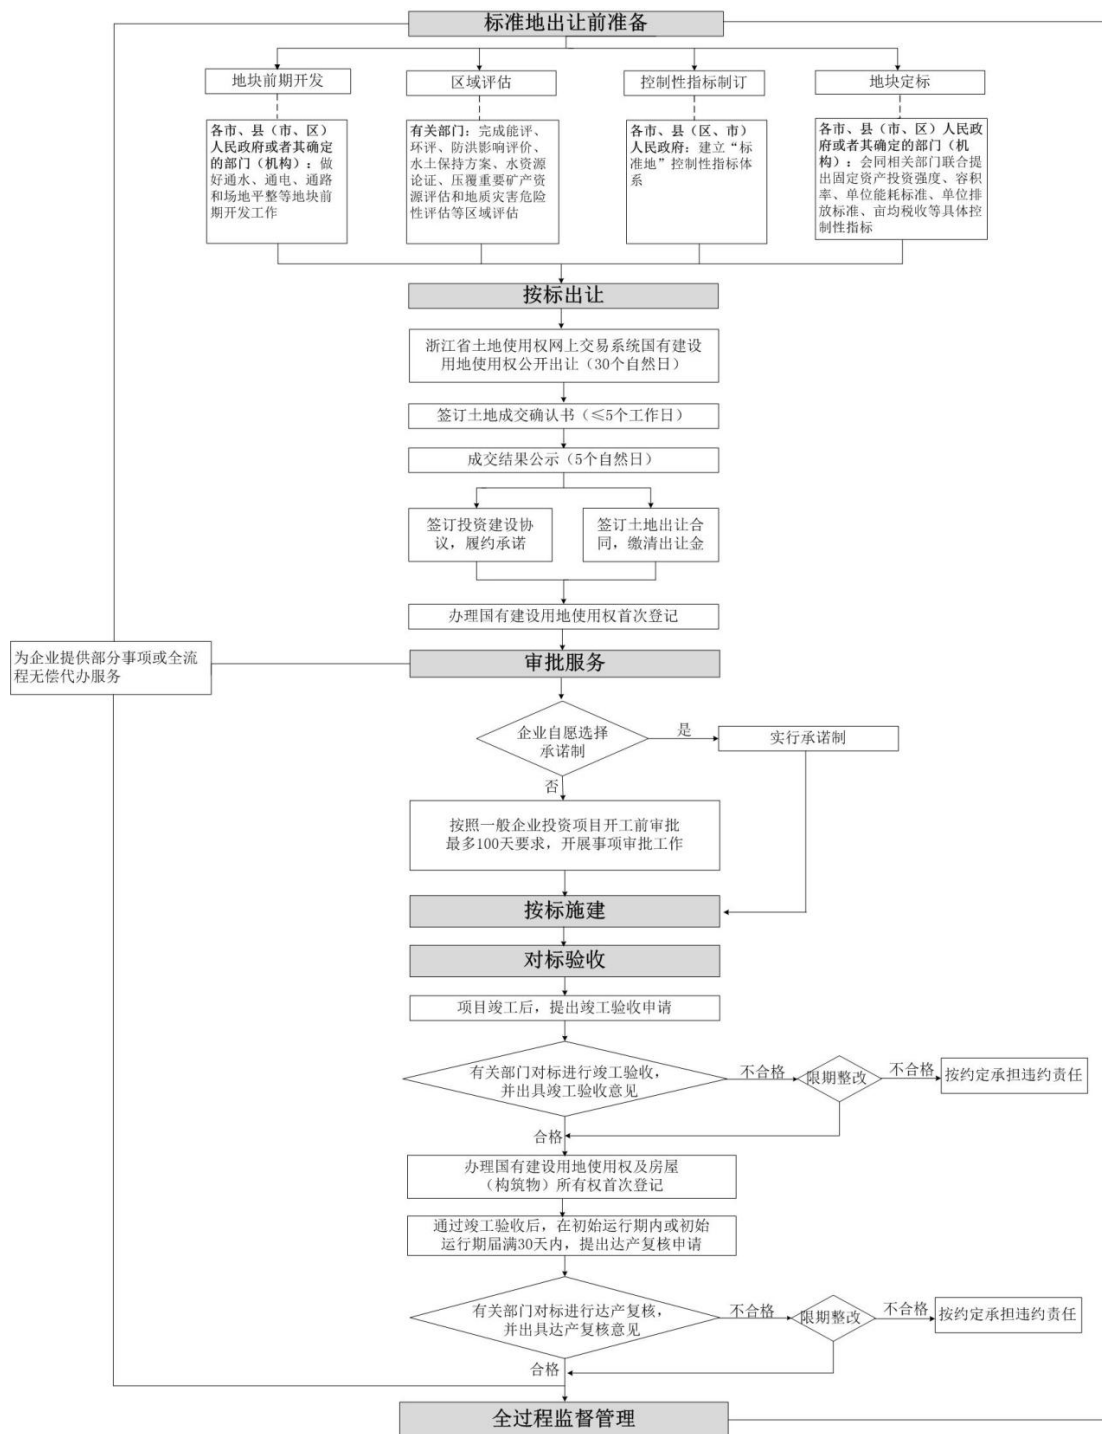 标准地出让前准备
地块前期开发
区域评估
控制性指标制订
地块定标
各市、县（市、区）
人民政府或者其确定
的部门（机构）：做
好通水、通电、通路
和场地平整等地块前
期开发工作
有关部门：完成能评、
环评、防洪影响评价、
水土保持方案、水资源
论证、压覆重要矿产资
源评估和地质灾害危险
性评估等区域评估
各市、县（区、市）
人民政府：建立“标
准地”控制性指标体
系
各市、县（市、区）人民政
府或者其确定的部门（机
构）：会同相关部门联合提
出固定资产投资强度、容积
率、单位能耗标准、单位排
放标准、亩均税收等具体控
制性指标
按标出让
浙江省土地使用权网上交易系统国有建设
用地使用权公开出让（30个自然日）
签订土地成交确认书（≤5个工作日）
成交结果公示（5个自然日）
签订投资建设协
议，履约承诺
签订土地出让合
同，缴清出让金
办理国有建设用地使用权首次登记
为企业提供部分事项或全流
程无偿代办服务
审批服务
企业自愿选择
承诺制
是
实行承诺制
否
按照一般企业投资项目开工前审批
最多100天要求，开展事项审批工作
按标施建
对标验收
项目竣工后，提出竣工验收申请
有关部门对标进行竣工验收，
并出具竣工验收意见
不合格
限期整改
不合格
按约定承担违约责任
合格
办理国有建设用地使用权及房屋
（构筑物）所有权首次登记
通过竣工验收后，在初始运行期内或初始
运行期届满30天内，提出达产复核申请
有关部门对标进行达产复核，
并出具达产复核意见
不合格
限期整改
不合格
按约定承担违约责任
合格
全过程监督管理